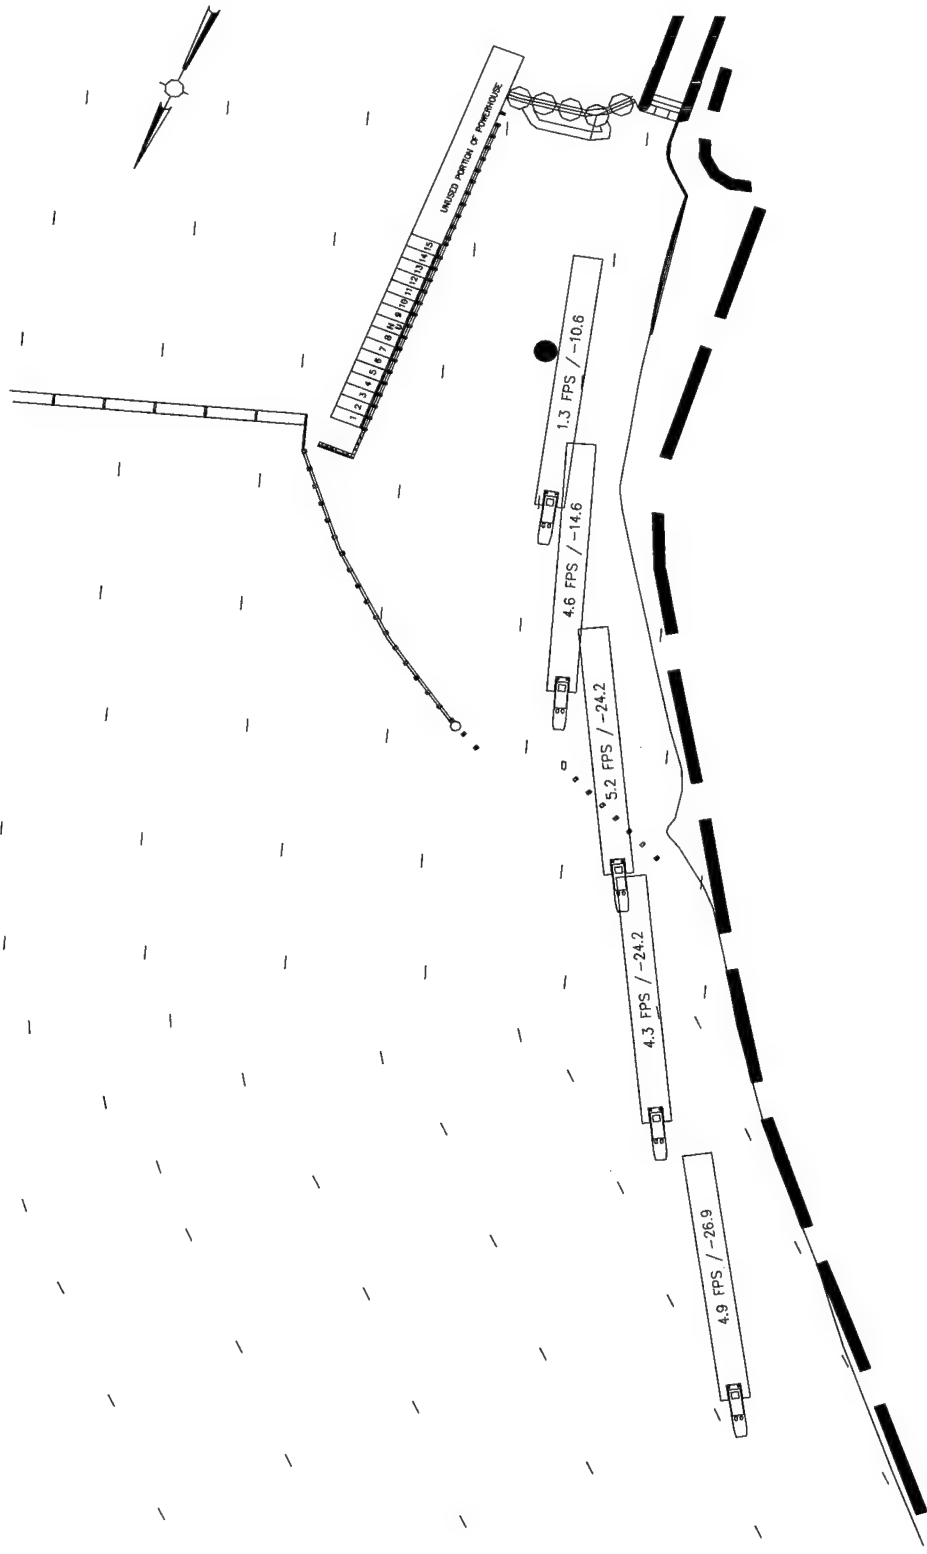 UNUSED PORTION OF POWERHOUSE
1 2 3 4 5 6 7 8 N U 9 10 11 12 13 14 15
1.3 FPS / -10.6
4.6 FPS / -14.6
5.2 FPS / -24.2
4.3 FPS / -24.2
4.9 FPS / -26.9